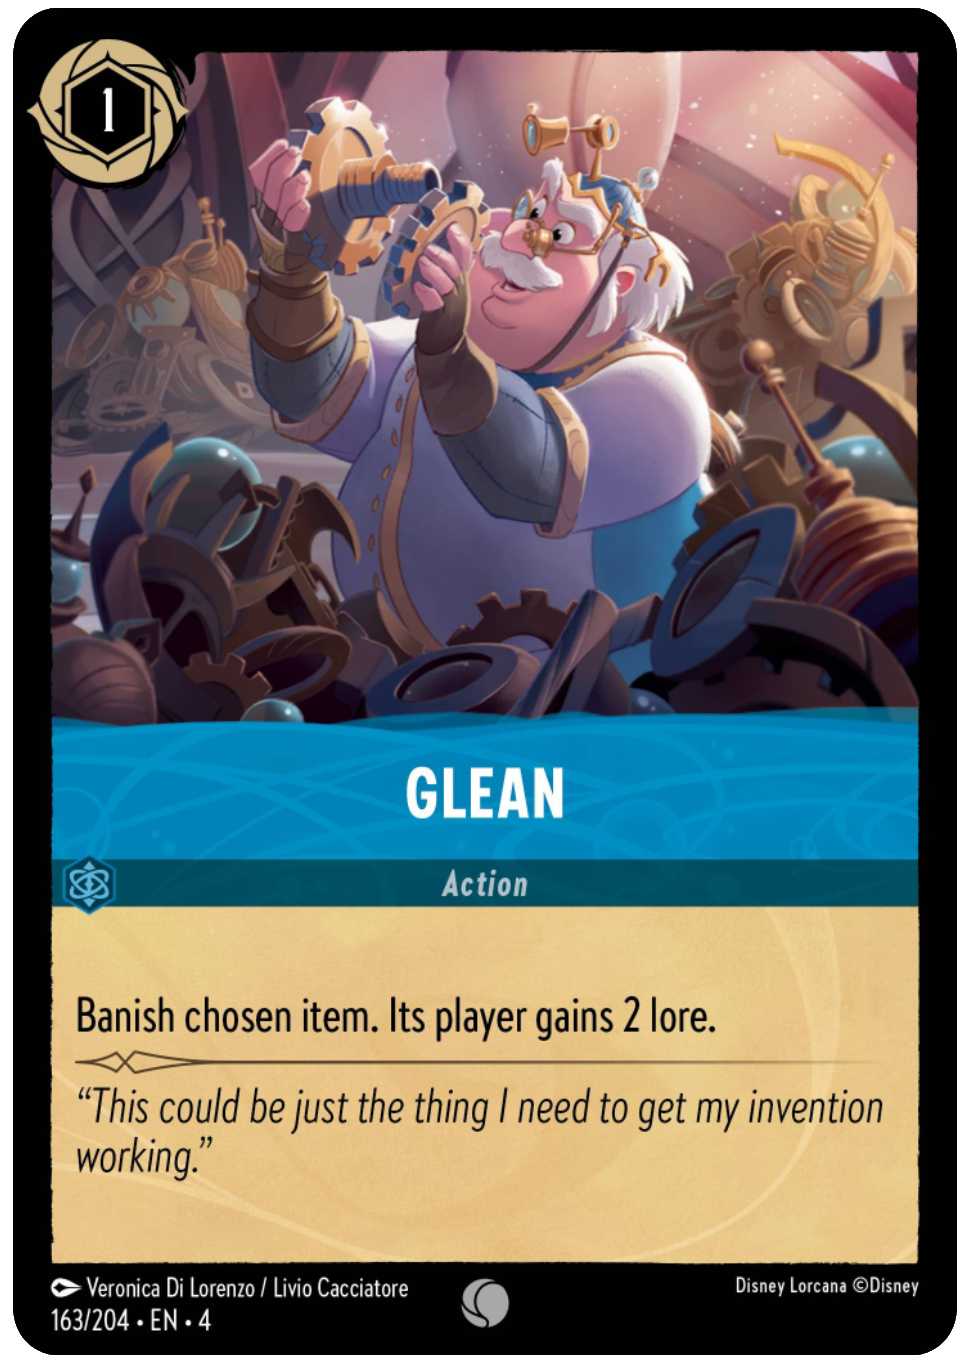 1
GLEAN
Action
Banish chosen item. Its player gains 2 lore.
“This could be just the thing I need to get my invention
working.”
Veronica Di Lorenzo / Livio Cacciatore
Disney Lorcana ©Disney
163/204 • EN • 4